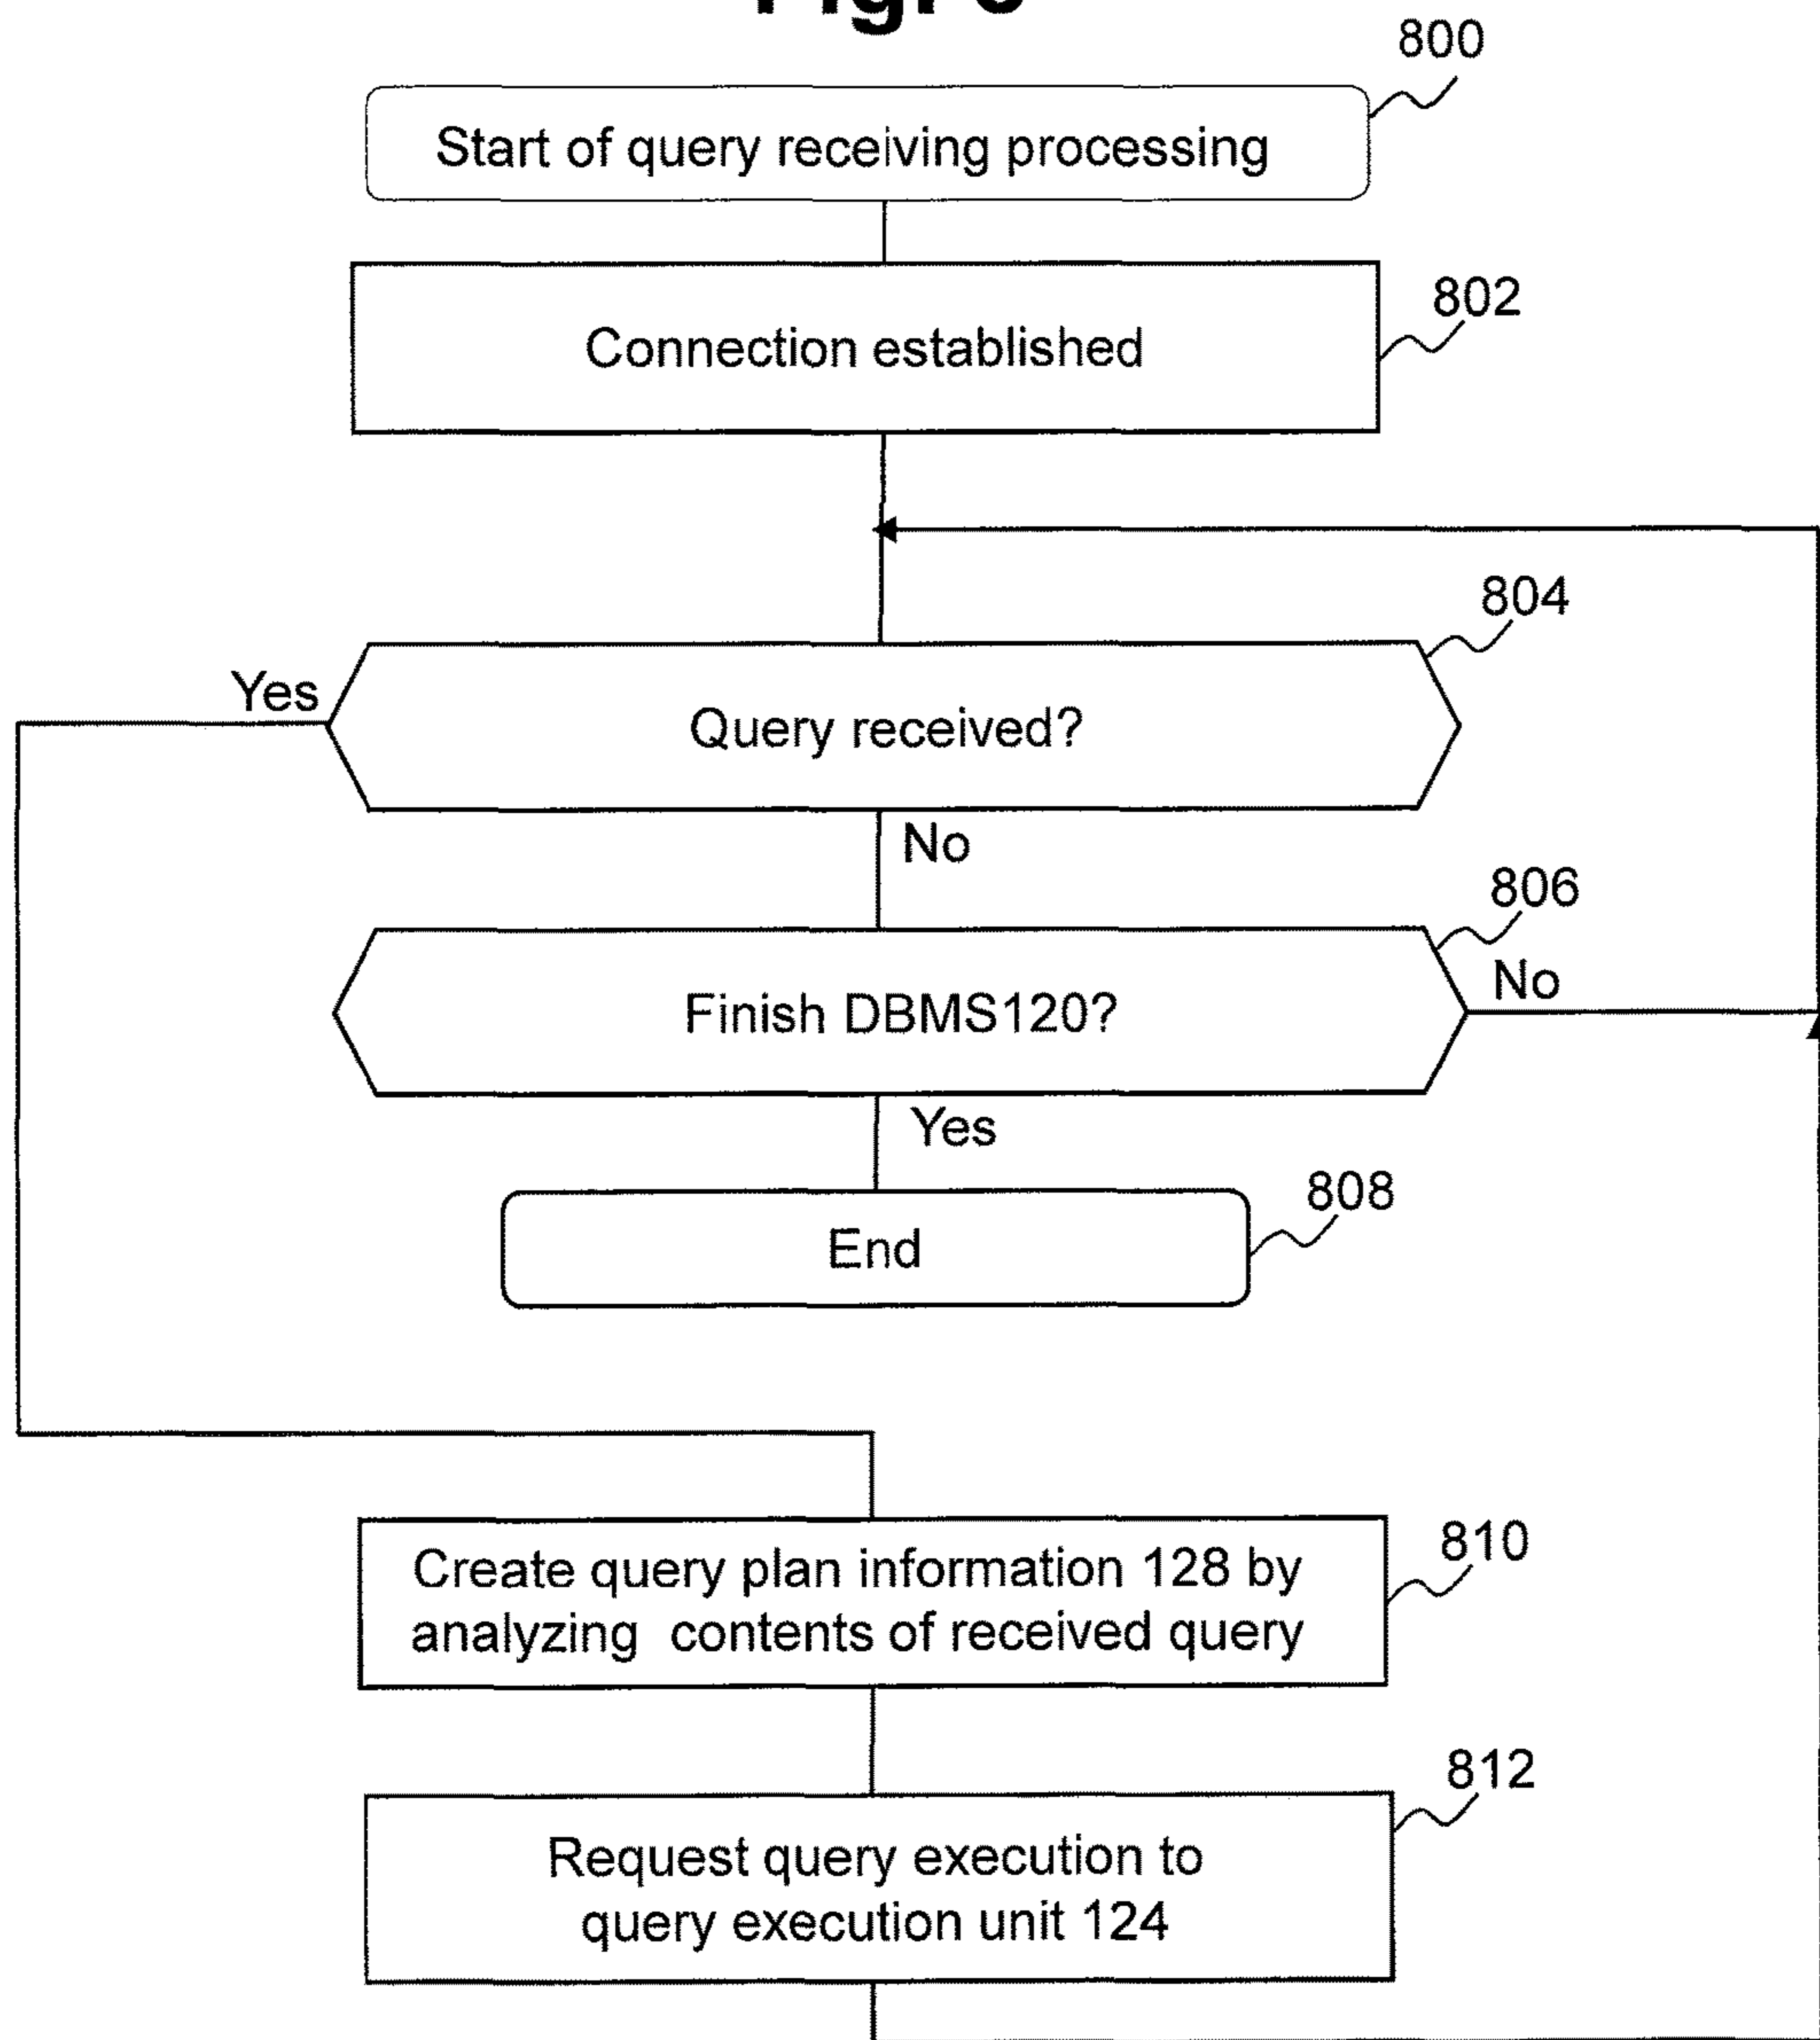 800
Start of query receiving processing
802
Connection established
804
Yes
Query received?
No
806
Finish DBMS120?
No
Yes
808
End
810
Create query plan information 128 by
analyzing contents of received query
812
Request query execution to
query execution unit 124